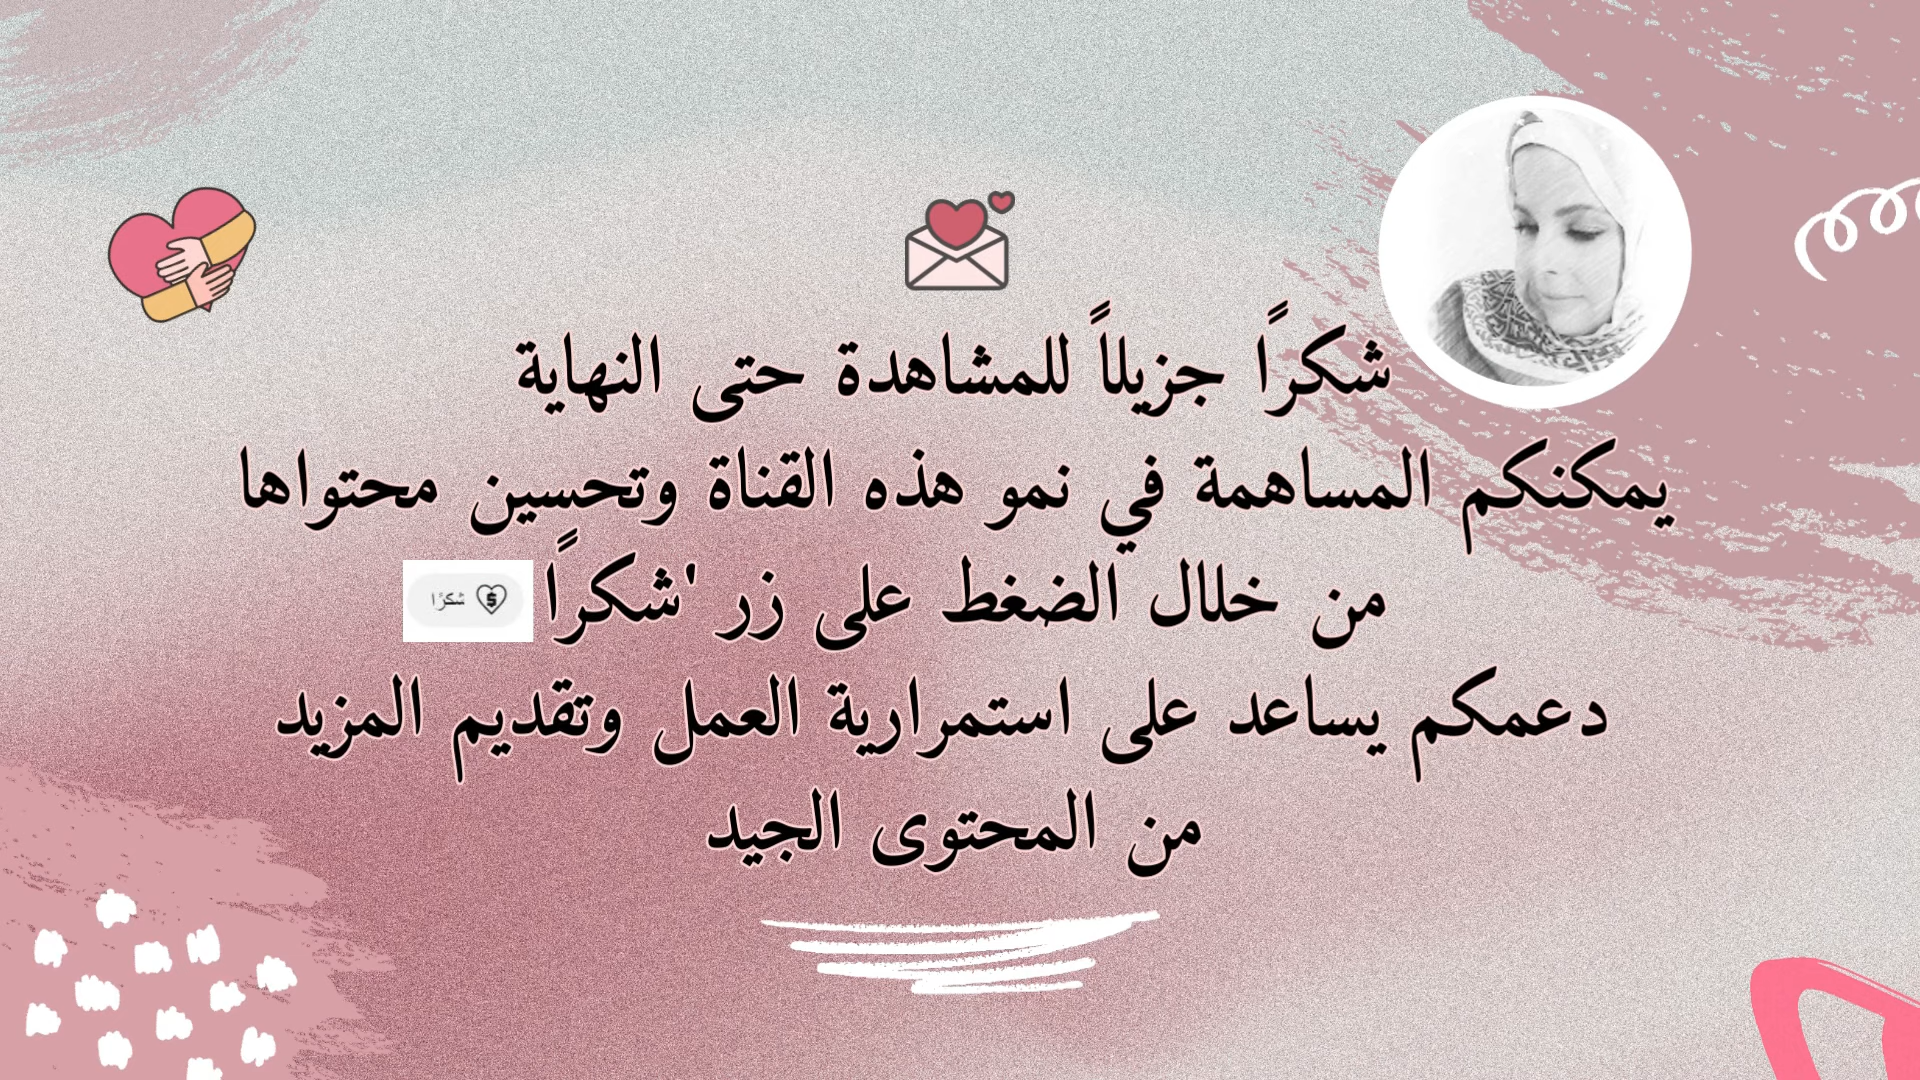 شكرًا جزيلاً للمشاهدة حتى النهاية
يمكنكم المساهمة في نمو هذه القناة وتحسين محتواها
من خلال الضغط على زر 'شكرًا
شكرًا
دعمكم يساعد على استمرارية العمل وتقديم المزيد
من المحتوى الجيد